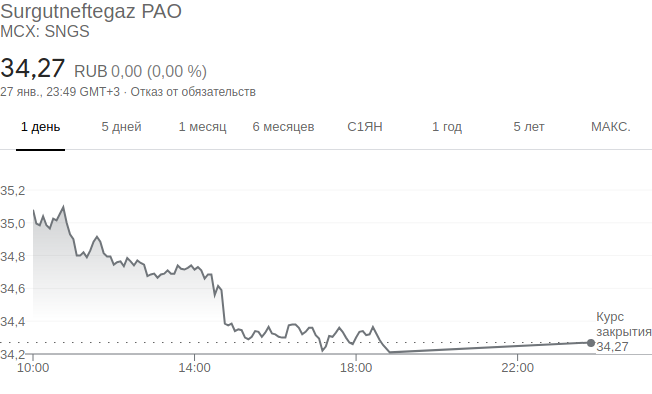 Surgutneftegaz PAO
MCX: SNGS
34,27 RUB 0,00 (0,00 %)
27 янв., 23:49 GMT+3 · Отказ от обязательств
1 день 5 дней 1 месяц 6 месяцев С1ЯН 1 год 5 лет МАКС.
35,2
35,0
34,8
34,6
34,4
34,2
Курс
закрытия
34,27
10:00 14:00 18:00 22:00